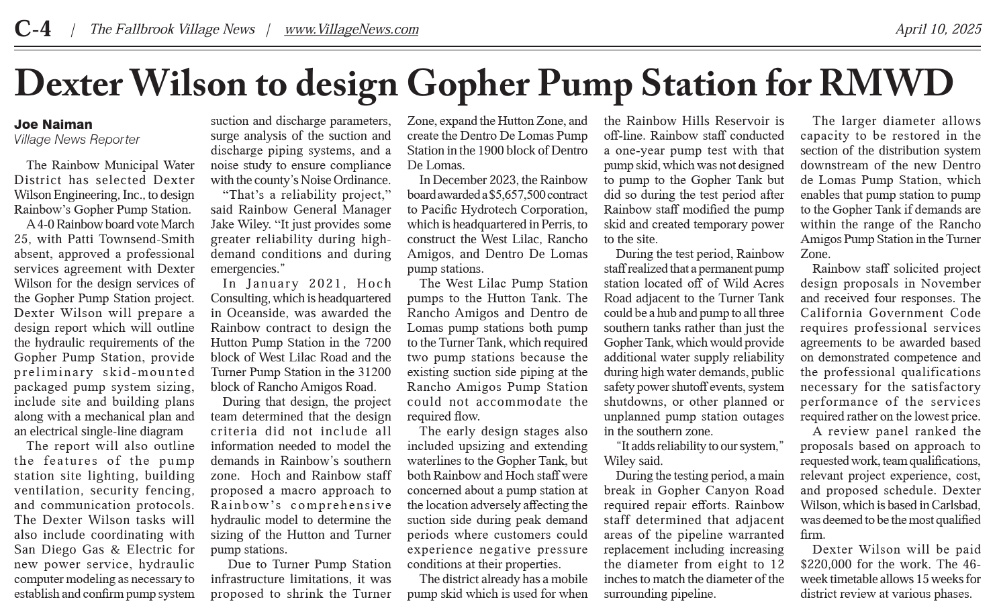 C-4 | The Fallbrook Village News | www.VillageNews.com April 10, 2025
Dexter Wilson to design Gopher Pump Station for RMWD
Joe Naiman
Village News Reporter
The Rainbow Municipal Water
District has selected Dexter
Wilson Engineering, Inc., to design
Rainbow's Gopher Pump Station.
A 4-0 Rainbow board vote March
25, with Patti Townsend-Smith
absent, approved a professional
services agreement with Dexter
Wilson for the design services of
the Gopher Pump Station project.
Dexter Wilson will prepare a
design report which will outline
the hydraulic requirements of the
Gopher Pump Station, provide
preliminary skid-mounted
packaged pump system sizing,
include site and building plans
along with a mechanical plan and
an electrical single-line diagram
The report will also outline
the features of the pump
station site lighting, building
ventilation, security fencing,
and communication protocols.
The Dexter Wilson tasks will
also include coordinating with
San Diego Gas & Electric for
new power service, hydraulic
computer modeling as necessary to
establish and confirm pump system
suction and discharge parameters,
surge analysis of the suction and
discharge piping systems, and a
noise study to ensure compliance
with the county's Noise Ordinance.
“That's a reliability project,”
said Rainbow General Manager
Jake Wiley. “It just provides some
greater reliability during high-
demand conditions and during
emergencies.”
In January 2021, Hoch
Consulting, which is headquartered
in Oceanside, was awarded the
Rainbow contract to design the
Hutton Pump Station in the 7200
block of West Lilac Road and the
Turner Pump Station in the 31200
block of Rancho Amigos Road.
During that design, the project
team determined that the design
criteria did not include all
information needed to model the
demands in Rainbow's southern
zone. Hoch and Rainbow staff
proposed a macro approach to
Rainbow's comprehensive
hydraulic model to determine the
sizing of the Hutton and Turner
pump stations.
Due to Turner Pump Station
infrastructure limitations, it was
proposed to shrink the Turner
Zone, expand the Hutton Zone, and
create the Dentro De Lomas Pump
Station in the 1900 block of Dentro
De Lomas.
In December 2023, the Rainbow
board awarded a $5,657,500 contract
to Pacific Hydrotech Corporation,
which is headquartered in Perris, to
construct the West Lilac, Rancho
Amigos, and Dentro De Lomas
pump stations.
The West Lilac Pump Station
pumps to the Hutton Tank. The
Rancho Amigos and Dentro de
Lomas pump stations both pump
to the Turner Tank, which required
two pump stations because the
existing suction side piping at the
Rancho Amigos Pump Station
could not accommodate the
required flow.
The early design stages also
included upsizing and extending
waterlines to the Gopher Tank, but
both Rainbow and Hoch staff were
concerned about a pump station at
the location adversely affecting the
suction side during peak demand
periods where customers could
experience negative pressure
conditions at their properties.
The district already has a mobile
pump skid which is used for when
the Rainbow Hills Reservoir is
off-line. Rainbow staff conducted
a one-year pump test with that
pump skid, which was not designed
to pump to the Gopher Tank but
did so during the test period after
Rainbow staff modified the pump
skid and created temporary power
to the site.
During the test period, Rainbow
staff realized that a permanent pump
station located off of Wild Acres
Road adjacent to the Turner Tank
could be a hub and pump to all three
southern tanks rather than just the
Gopher Tank, which would provide
additional water supply reliability
during high water demands, public
safety power shutoff events, system
shutdowns, or other planned or
unplanned pump station outages
in the southern zone.
“It adds reliability to our system,”
Wiley said.
During the testing period, a main
break in Gopher Canyon Road
required repair efforts. Rainbow
staff determined that adjacent
areas of the pipeline warranted
replacement including increasing
the diameter from eight to 12
inches to match the diameter of the
surrounding pipeline.
The larger diameter allows
capacity to be restored in the
section of the distribution system
downstream of the new Dentro
de Lomas Pump Station, which
enables that pump station to pump
to the Gopher Tank if demands are
within the range of the Rancho
Amigos Pump Station in the Turner
Zone.
Rainbow staff solicited project
design proposals in November
and received four responses. The
California Government Code
requires professional services
agreements to be awarded based
on demonstrated competence and
the professional qualifications
necessary for the satisfactory
performance of the services
required rather on the lowest price.
A review panel ranked the
proposals based on approach to
requested work, team qualifications,
relevant project experience, cost,
and proposed schedule. Dexter
Wilson, which is based in Carlsbad,
was deemed to be the most qualified
firm.
Dexter Wilson will be paid
$220,000 for the work. The 46-
week timetable allows 15 weeks for
district review at various phases.